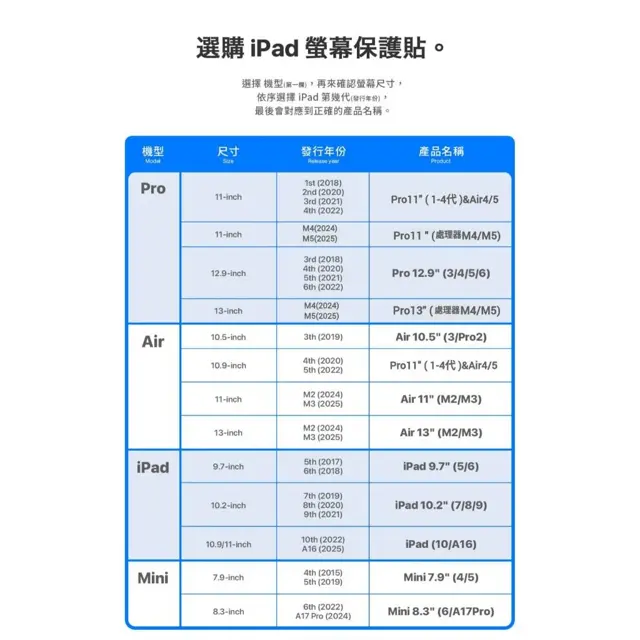 選購 iPad 螢幕保護貼。
選擇 機型(第一欄)，再來確認螢幕尺寸，
依序選擇 iPad 第幾代(發行年份)，
最後會對應到正確的產品名稱。
機型 尺寸 發行年份 產品名稱
Model Size Release year Product
Pro
11-inch
1st (2018)
2nd (2020)
3rd (2021)
4th (2022)
Pro11" ( 1-4代 )&Air4/5
11-inch
M4(2024)
M5(2025)
Pro11 " (處理器M4/M5)
12.9-inch
3rd (2018)
4th (2020)
5th (2021)
6th (2022)
Pro 12.9" (3/4/5/6)
13-inch
M4(2024)
M5(2025)
Pro13" (處理器M4/M5)
Air
10.5-inch
3th (2019)
Air 10.5" (3/Pro2)
10.9-inch
4th (2020)
5th (2022)
Pro11" ( 1-4代 )&Air4/5
11-inch
M2 (2024)
M3 (2025)
Air 11" (M2/M3)
13-inch
M2 (2024)
M3 (2025)
Air 13" (M2/M3)
iPad
9.7-inch
5th (2017)
6th (2018)
iPad 9.7" (5/6)
10.2-inch
7th (2019)
8th (2020)
9th (2021)
iPad 10.2" (7/8/9)
10.9/11-inch
10th (2022)
A16 (2025)
iPad (10/A16)
Mini
7.9-inch
4th (2015)
5th (2019)
Mini 7.9" (4/5)
8.3-inch
6th (2022)
A17 Pro (2024)
Mini 8.3" (6/A17Pro)